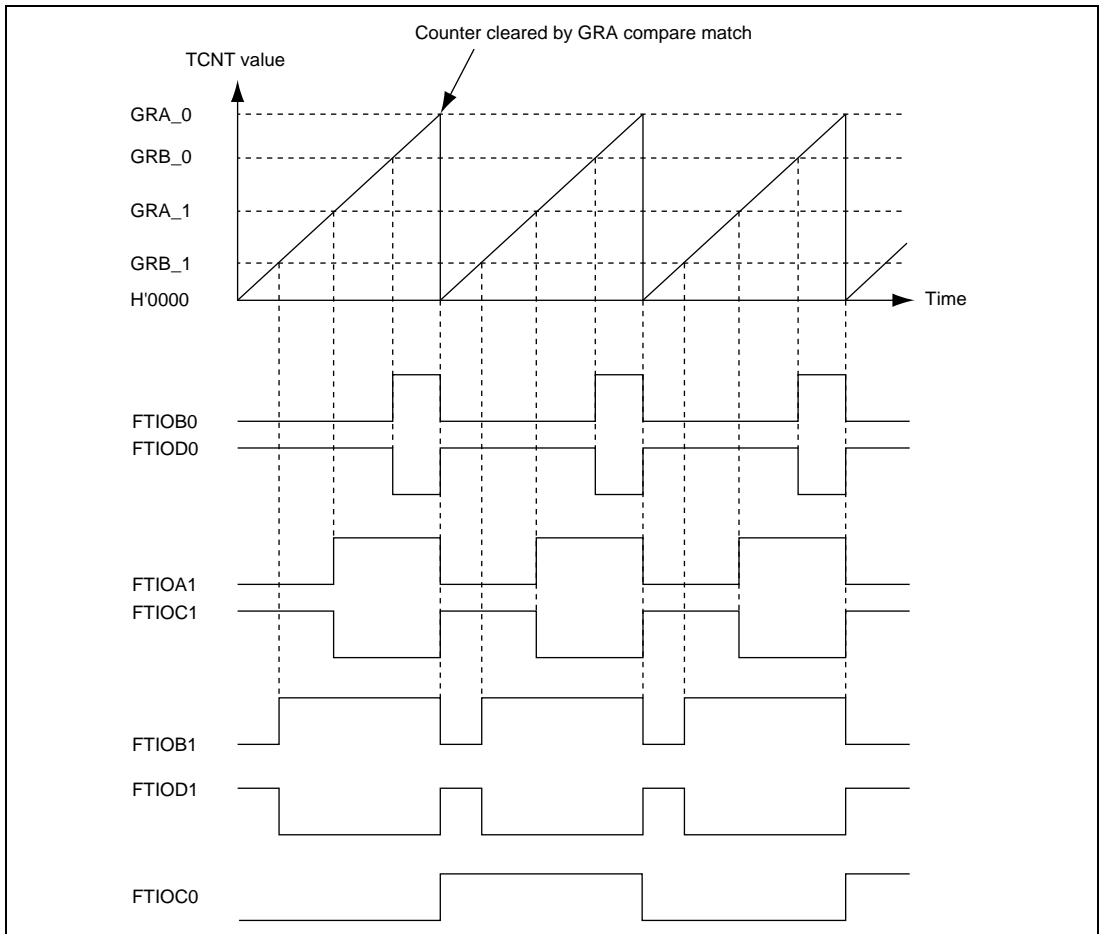 Counter cleared by GRA compare match
TCNT value
GRA_0
GRB_0
GRA_1
GRB_1
H'0000
Time
FTIOB0
FTIOD0
FTIOA1
FTIOC1
FTIOB1
FTIOD1
FTIOC0